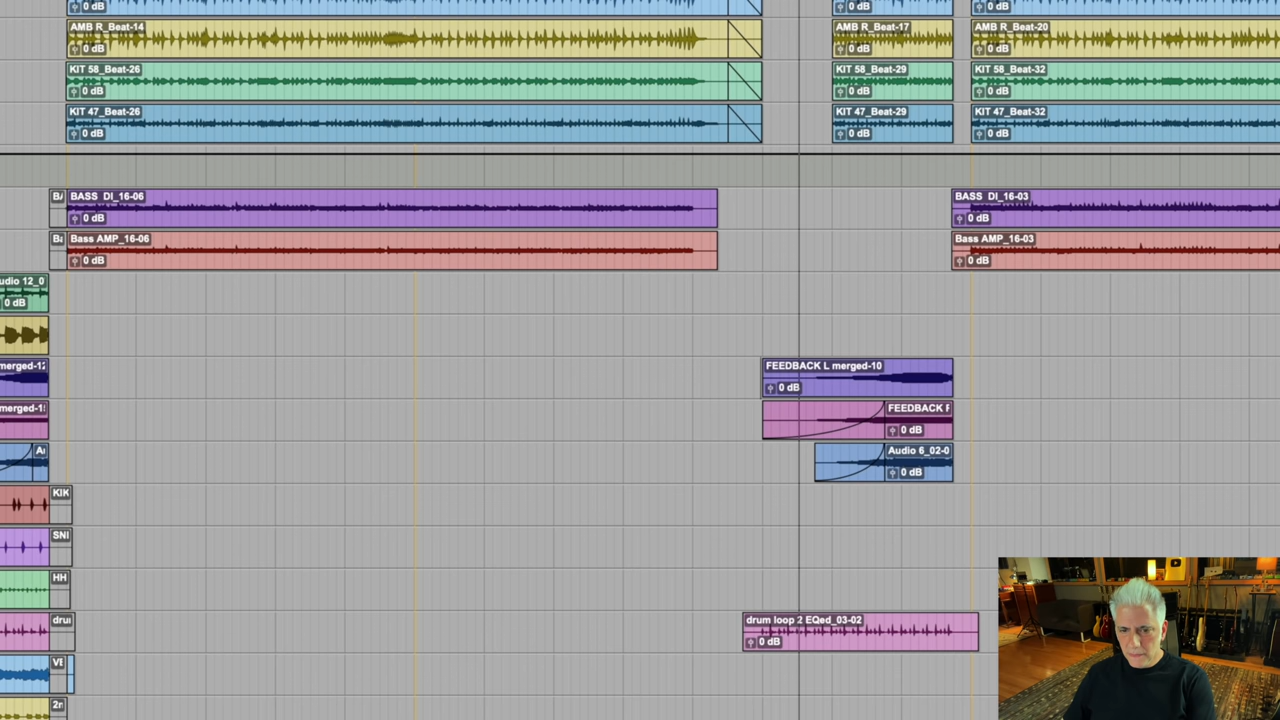 0 dB
0 dB
0 dB
AMB R_Beat-14
AMB R_Beat-17
AMB R_Beat-20
0 dB
0 dB
0 dB
KIT 58_Beat-26
KIT 58_Beat-29
KIT 58_Beat-32
0 dB
0 dB
0 dB
KIT 47_Beat-26
KIT 47_Beat-29
KIT 47_Beat-32
0 dB
0 dB
0 dB
BA
BASS DI_16-06
BASS DI_16-03
0 dB
0 dB
Ba
Bass AMP_16-06
Bass AMP_16-03
0 dB
0 dB
udio 12_0
0 dB
merged-12
FEEDBACK L merged-10
0 dB
merged-1
FEEDBACK
0 dB
Audio 6_02-0
0 dB
KIK
SNI
HH
drui
drum loop 2 EQed_03-02
0 dB